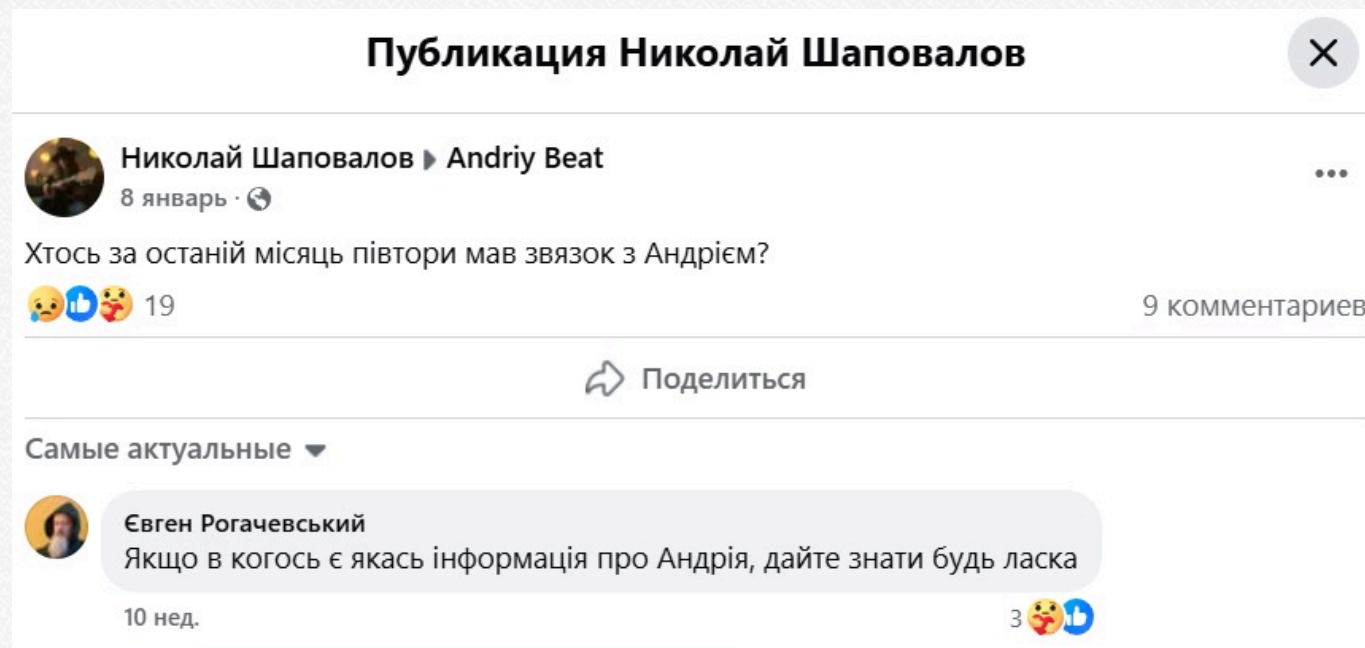 Публикация Николай Шаповалов
Николай Шаповалов Andriy Beat
8 январь ·
Хтось за останій місяць півтори мав звязок з Андрієм?
19
9 комментариев
Поделиться
Самые актуальные
Євген Рогачевський
Якщо в когось є якась інформація про Андрія, дайте знати будь ласка
10 нед.
3